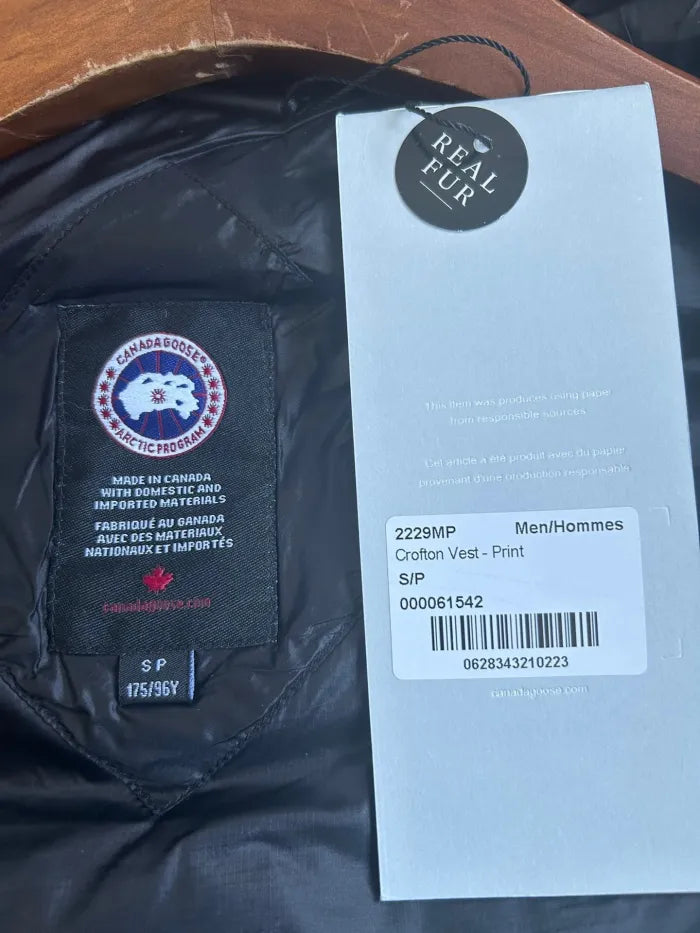 CANADA GOOSE®
ARCTIC PROGRAM
MADE IN CANADA
WITH DOMESTIC AND
IMPORTED MATERIALS
FABRIQUÉ AU CANADA
AVEC DES MATERIAUX
NATIONAUX ET IMPORTÉS
canadagoose.com
S P
175/96Y
REAL
FUR
This item was produces using paper
from responsible sources
Cet article a été produit avec du papier
provenant d'une production responsable
2229MP Men/Hommes
Crofton Vest - Print
S/P
000061542
0628343210223
canadagoose.com